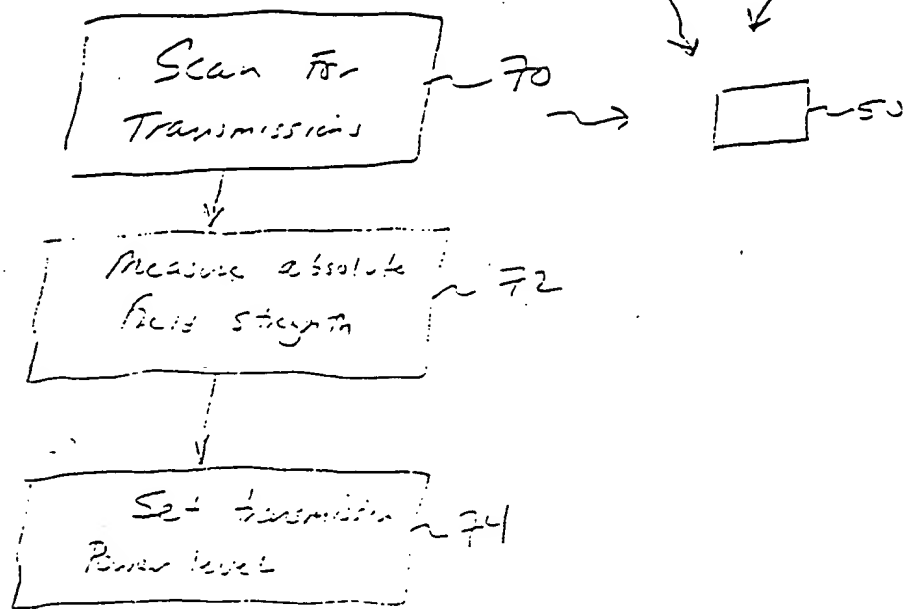 Scan For
Transmissions
70
50
Measure absolute
field strength
72
Set transmission
Power level
74